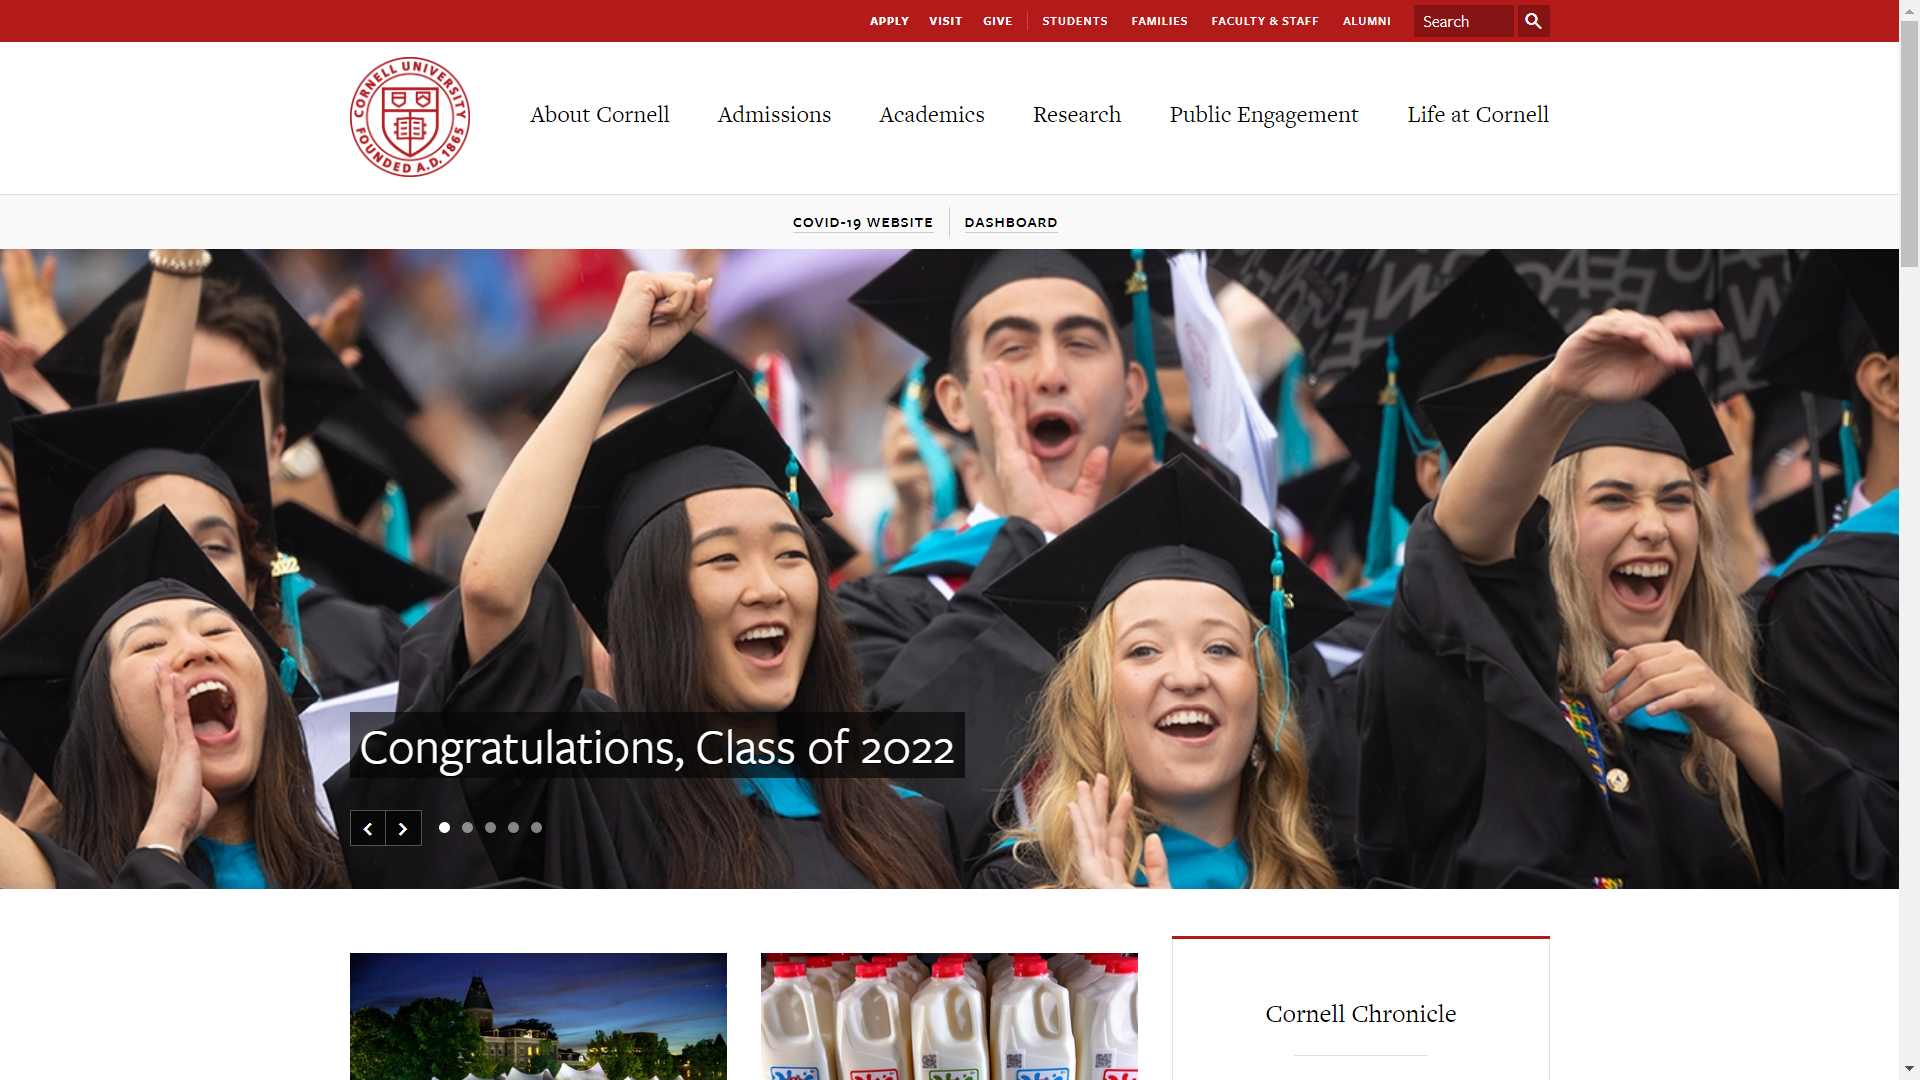 APPLY VISIT GIVE STUDENTS FAMILIES FACULTY & STAFF ALUMNI Search
CORNELL UNIVERSITY
FOUNDED A.D. 1865
About Cornell Admissions Academics Research Public Engagement Life at Cornell
COVID-19 WEBSITE DASHBOARD
2022
Congratulations, Class of 2022
Cornell Chronicle